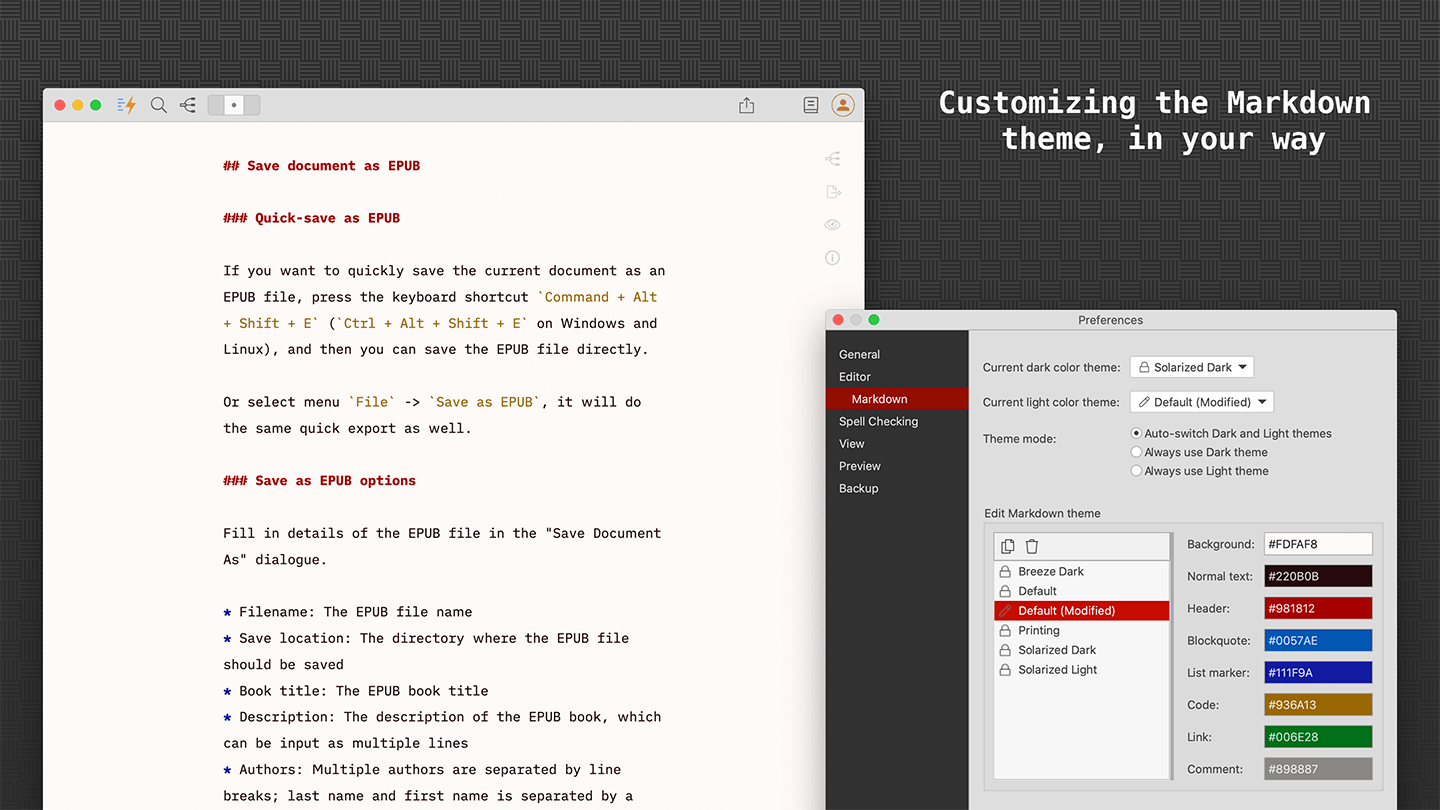 Customizing the Markdown
theme, in your way
## Save document as EPUB
### Quick-save as EPUB
If you want to quickly save the current document as an
EPUB file, press the keyboard shortcut `Command + Alt
+ Shift + E` (`Ctrl + Alt + Shift + E` on Windows and
Linux), and then you can save the EPUB file directly.
Or select menu `File` -> `Save as EPUB`, it will do
the same quick export as well.
### Save as EPUB options
Fill in details of the EPUB file in the "Save Document
As" dialogue.
* Filename: The EPUB file name
* Save location: The directory where the EPUB file
should be saved
* Book title: The EPUB book title
* Description: The description of the EPUB book, which
can be input as multiple lines
* Authors: Multiple authors are separated by line
breaks; last name and first name is separated by a
Preferences
General
Editor
Markdown
Spell Checking
View
Preview
Backup
Current dark color theme: Solarized Dark
Current light color theme: Default (Modified)
Theme mode: Auto-switch Dark and Light themes
Always use Dark theme
Always use Light theme
Edit Markdown theme
Breeze Dark
Default
Default (Modified)
Printing
Solarized Dark
Solarized Light
Background: #FDFAF8
Normal text: #220B0B
Header: #981812
Blockquote: #0057AE
List marker: #111F9A
Code: #936A13
Link: #006E28
Comment: #898887